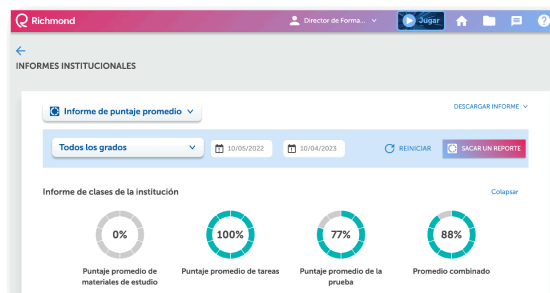 Richmond
Director de Forma...
Jugar
INFORMES INSTITUCIONALES
Informe de puntaje promedio
DESCARGAR INFORME
Todos los grados
10/05/2022
10/04/2023
REINICIAR
SACAR UN REPORTE
Informe de clases de la institución
Colapsar
0%
100%
77%
88%
Puntaje promedio de
materiales de estudio
Puntaje promedio de tareas
Puntaje promedio de la
prueba
Promedio combinado